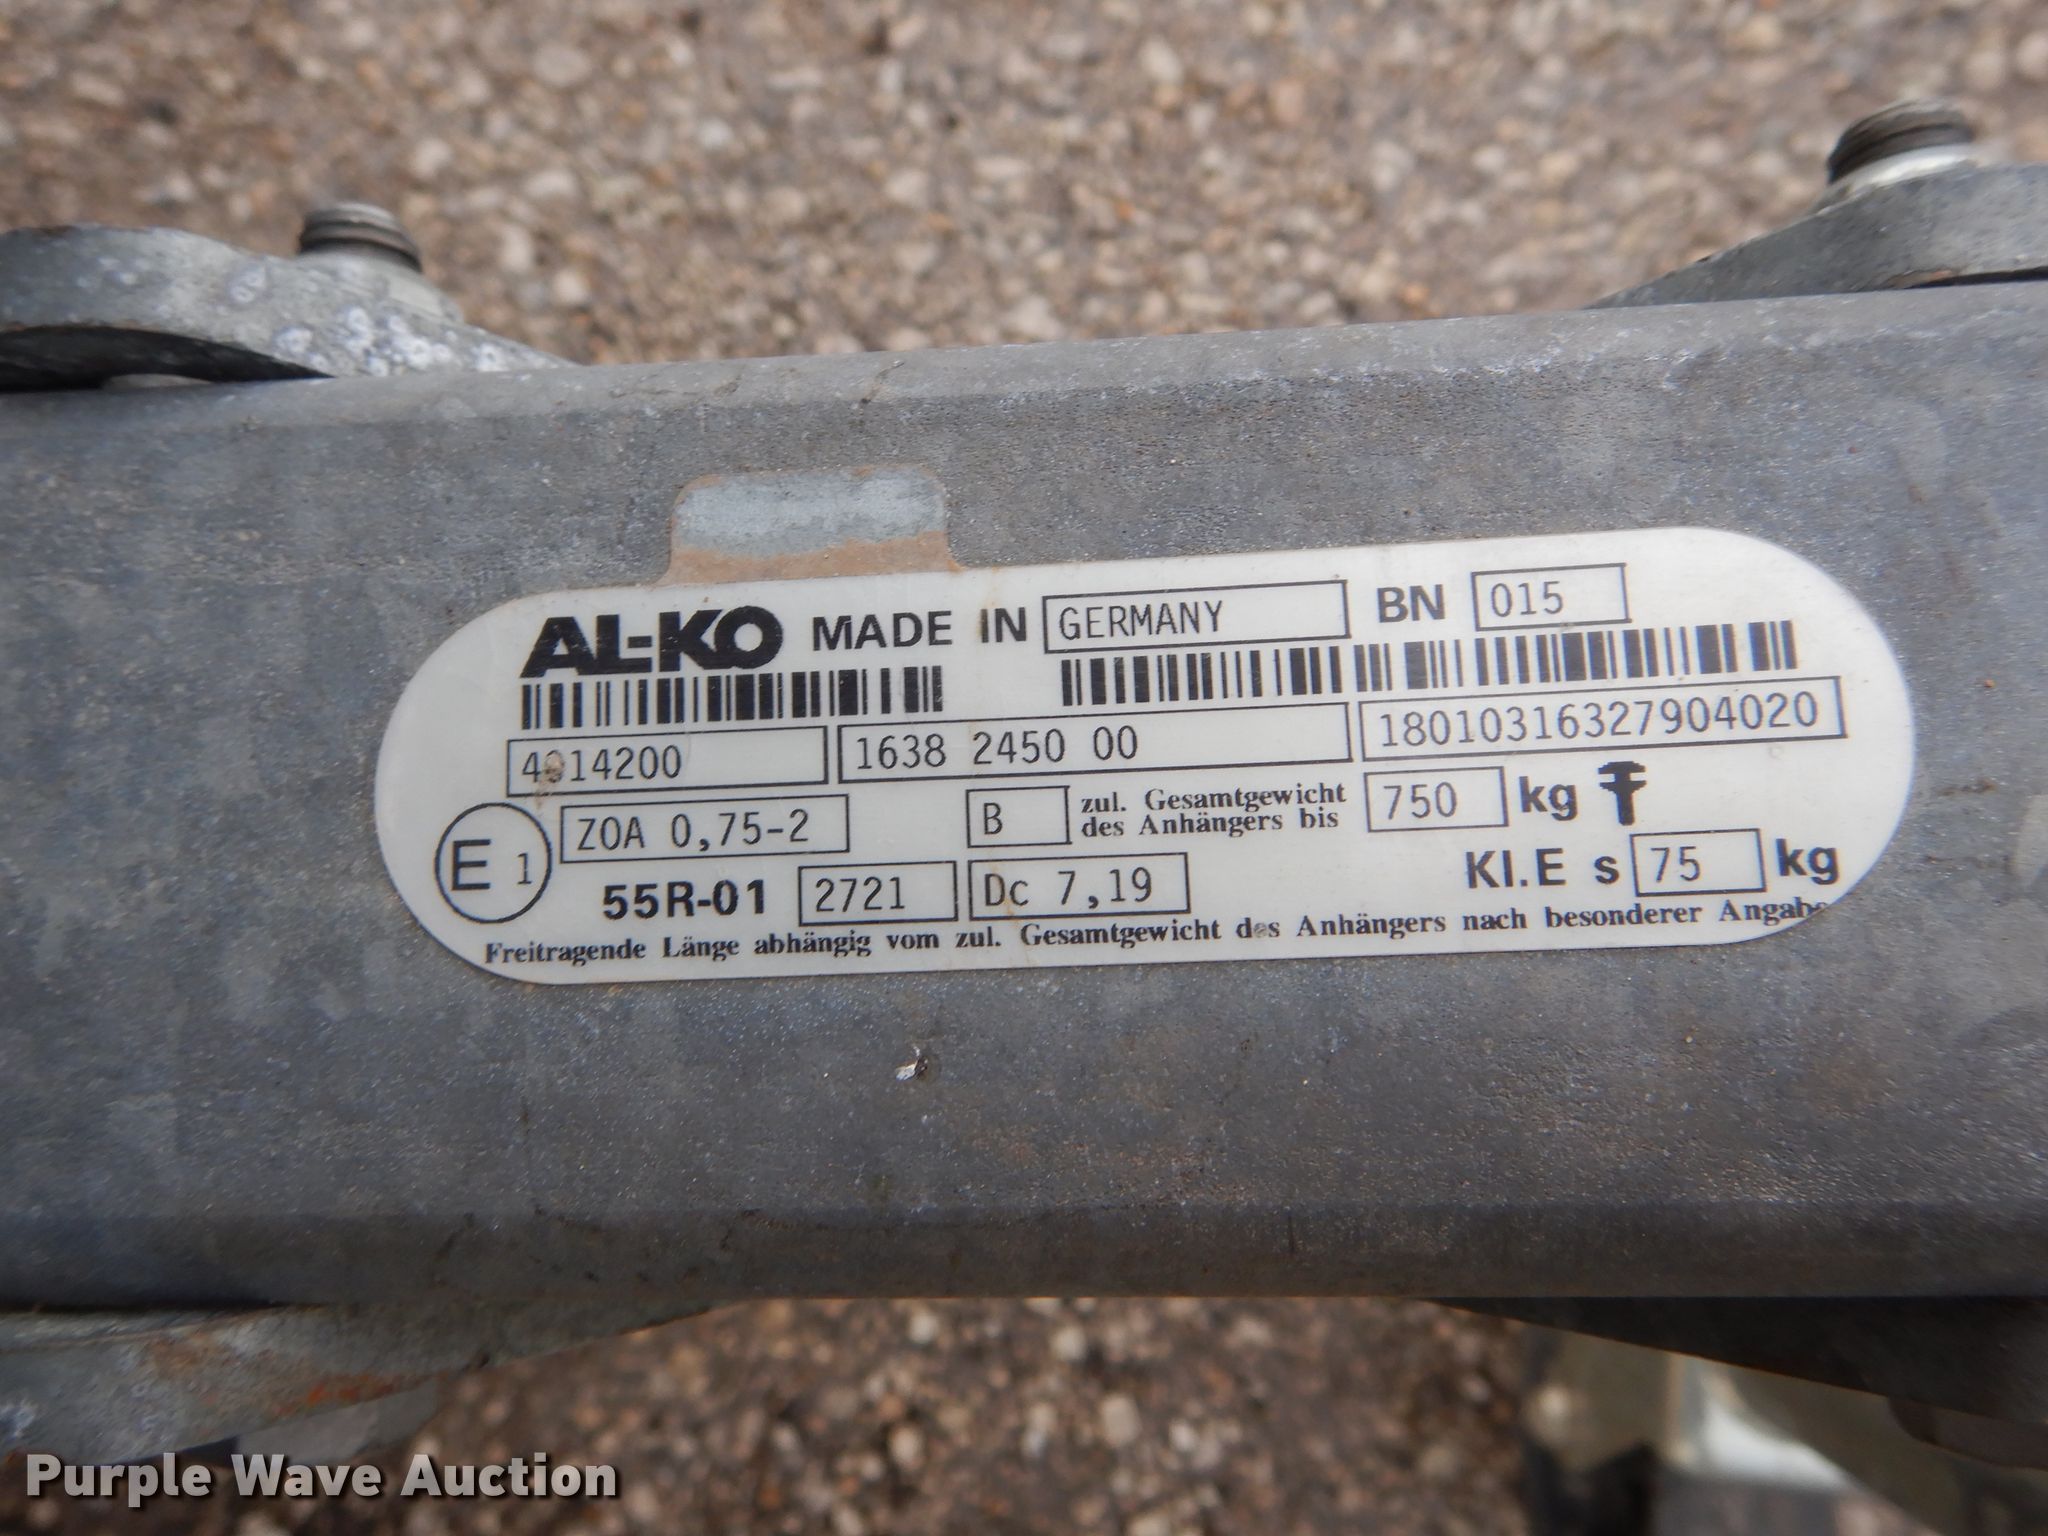 AL-KO MADE IN GERMANY BN 015
4014200 1638 2450 00 18010316327904020
E 1 ZOA 0,75-2 B zul. Gesamtgewicht des Anhängers bis 750 kg
55R-01 2721 Dc 7,19 Kl.E s 75 kg
Freitragende Länge abhängig vom zul. Gesamtgewicht des Anhängers nach besonderer Angabe
Purple Wave Auction